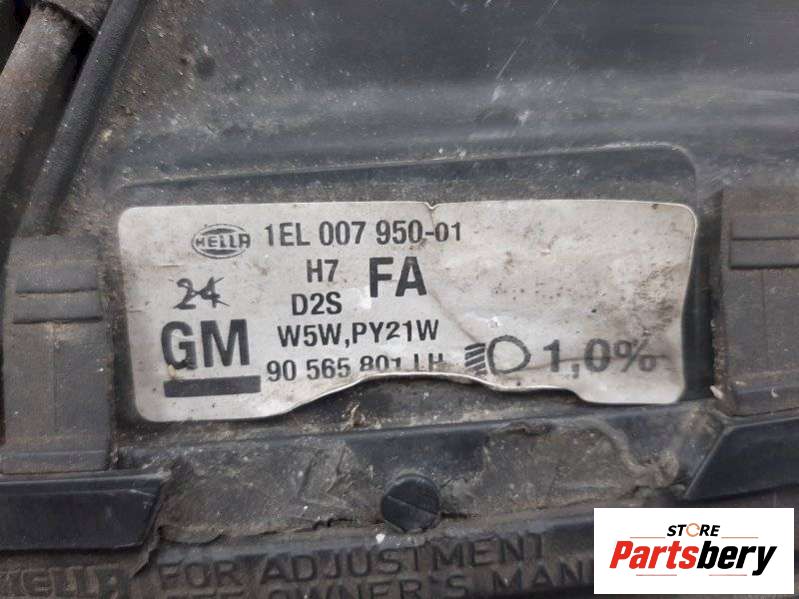 HELLA 1EL 007 950-01
H7 FA
24 D2S
GM W5W,PY21W
90 565 801 LH 1,0%
HELLA FOR ADJUSTMENT
OWNER'S
STORE
Partsbery